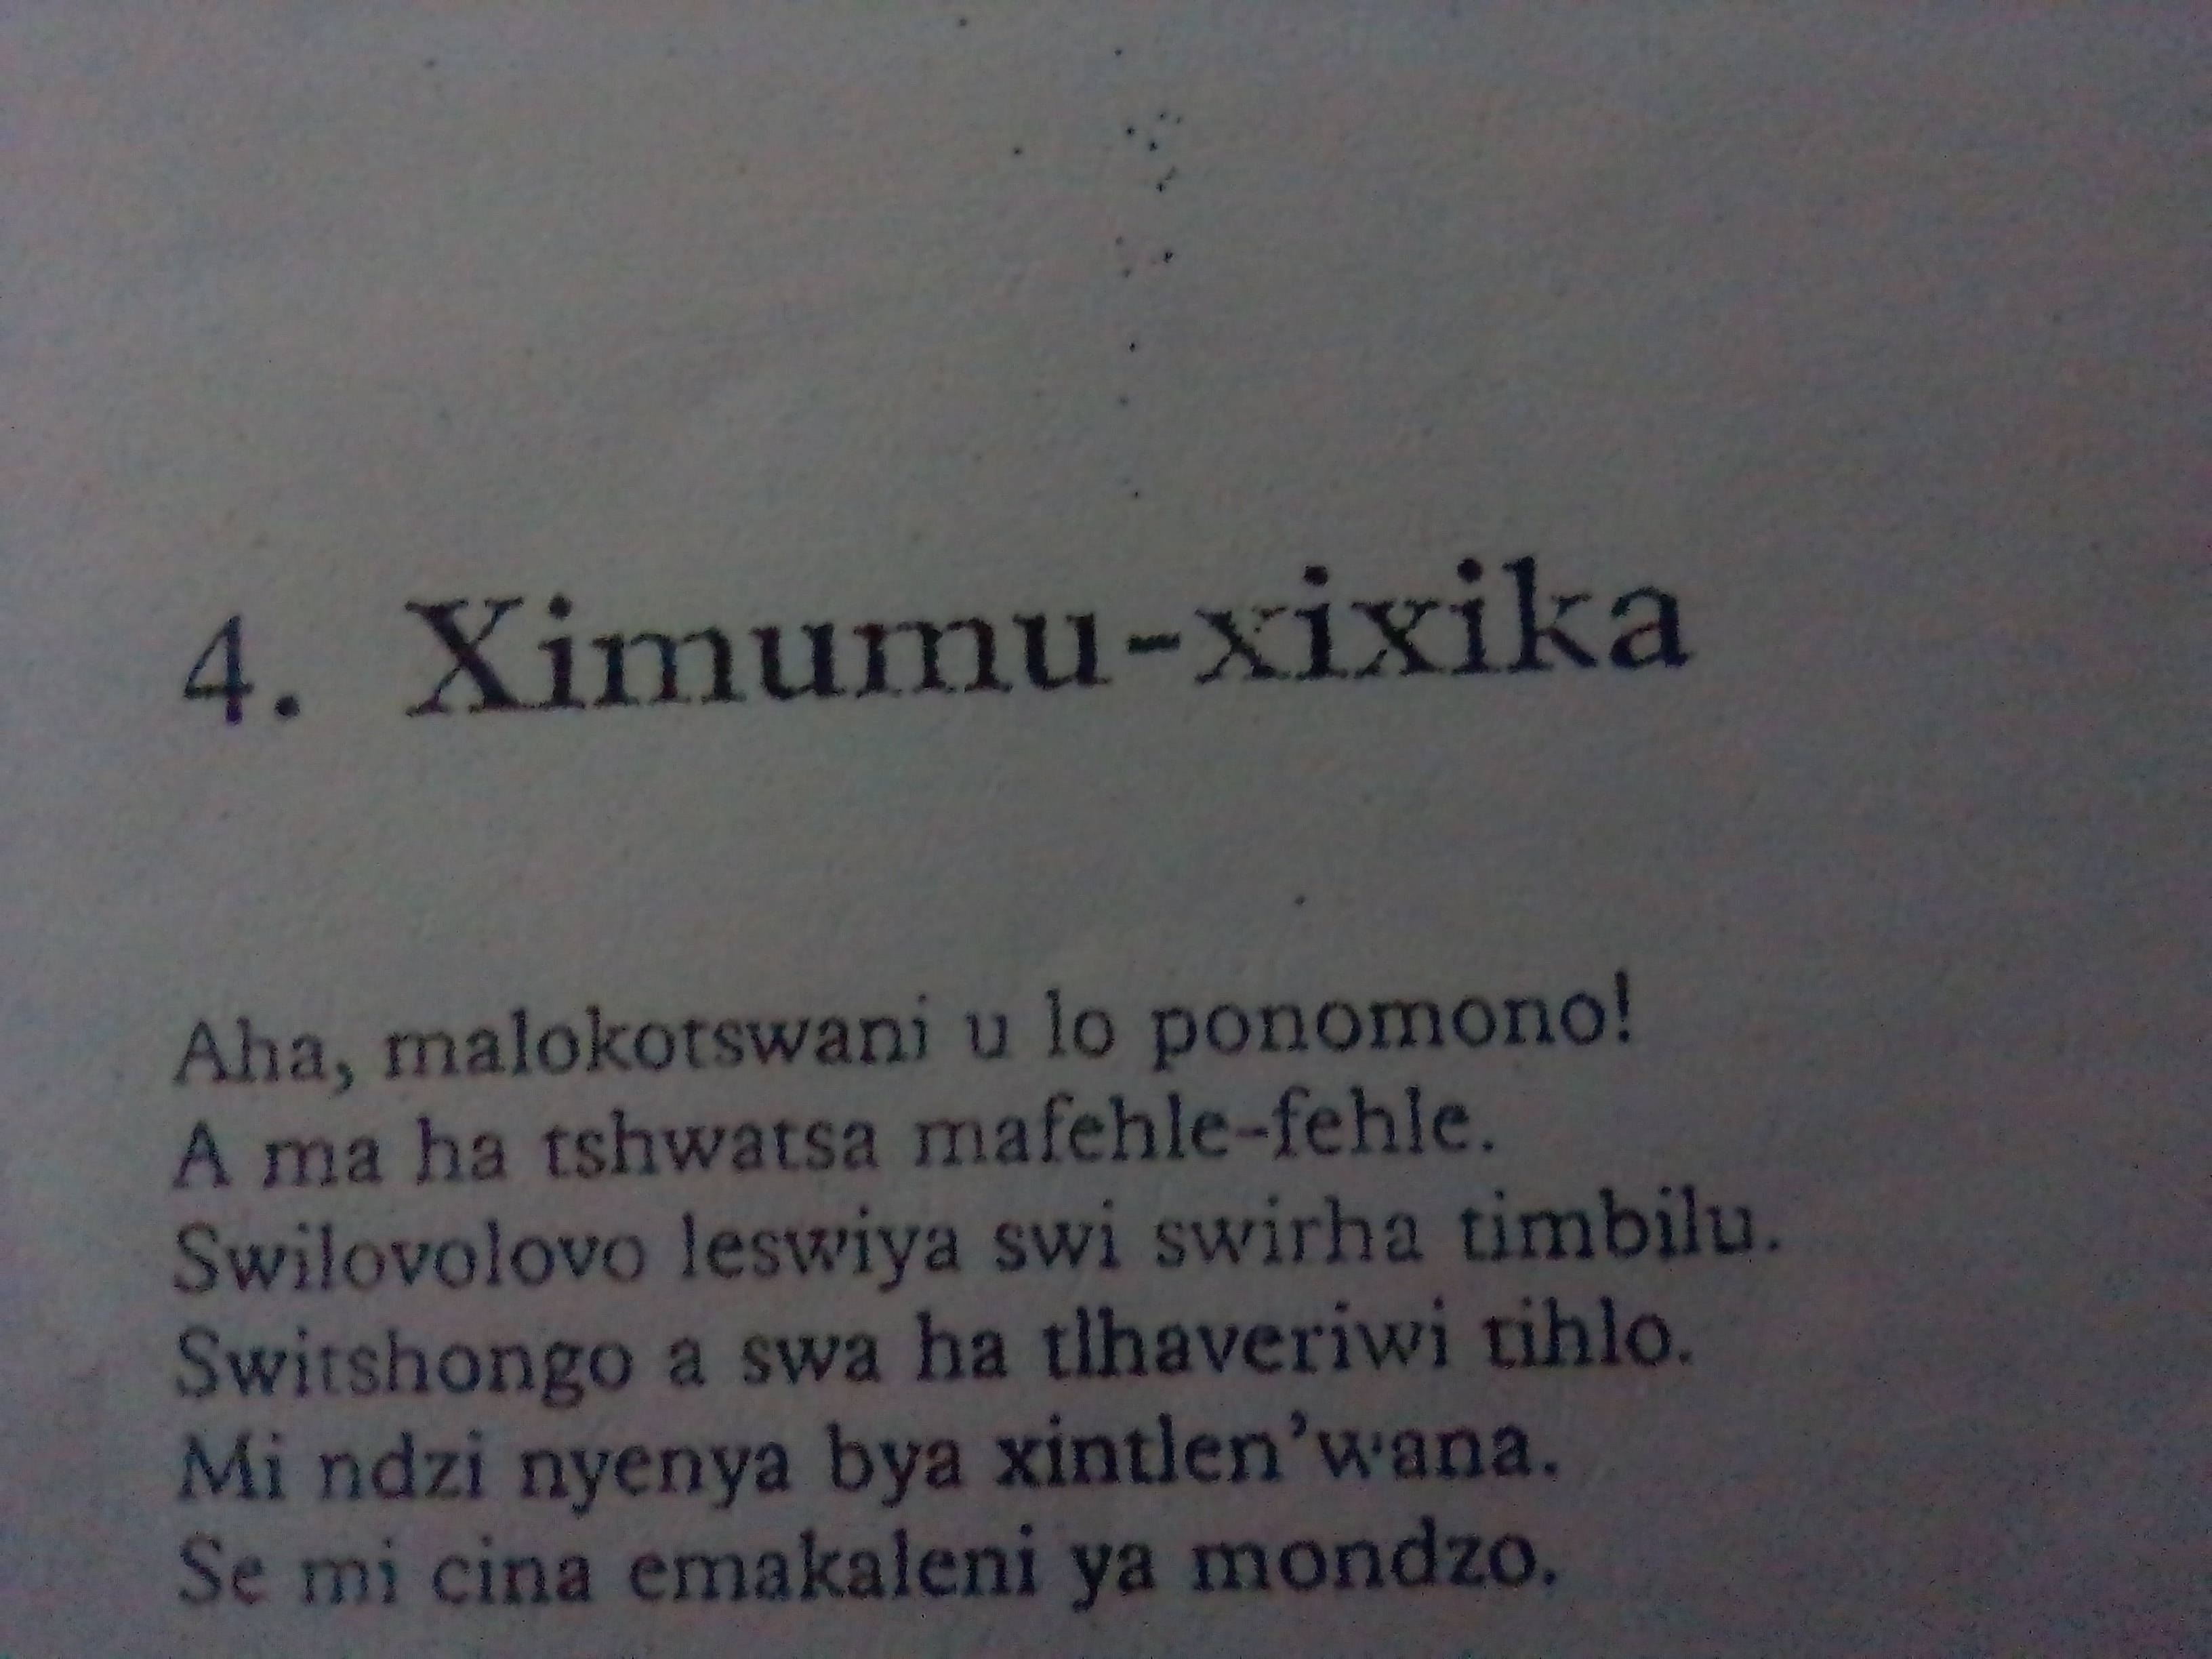 4. Ximumu-xixika
Aha, malokotswani u lo ponomono!
A ma ha tshwatsa mafehle-fehle.
Swilovolovo leswiya swi swirha timbilu.
Switshongo a swa ha tlhaveriwi tihlo.
Mi ndzi nyenya bya xintlen'wana.
Se mi cina emakaleni ya mondzo.